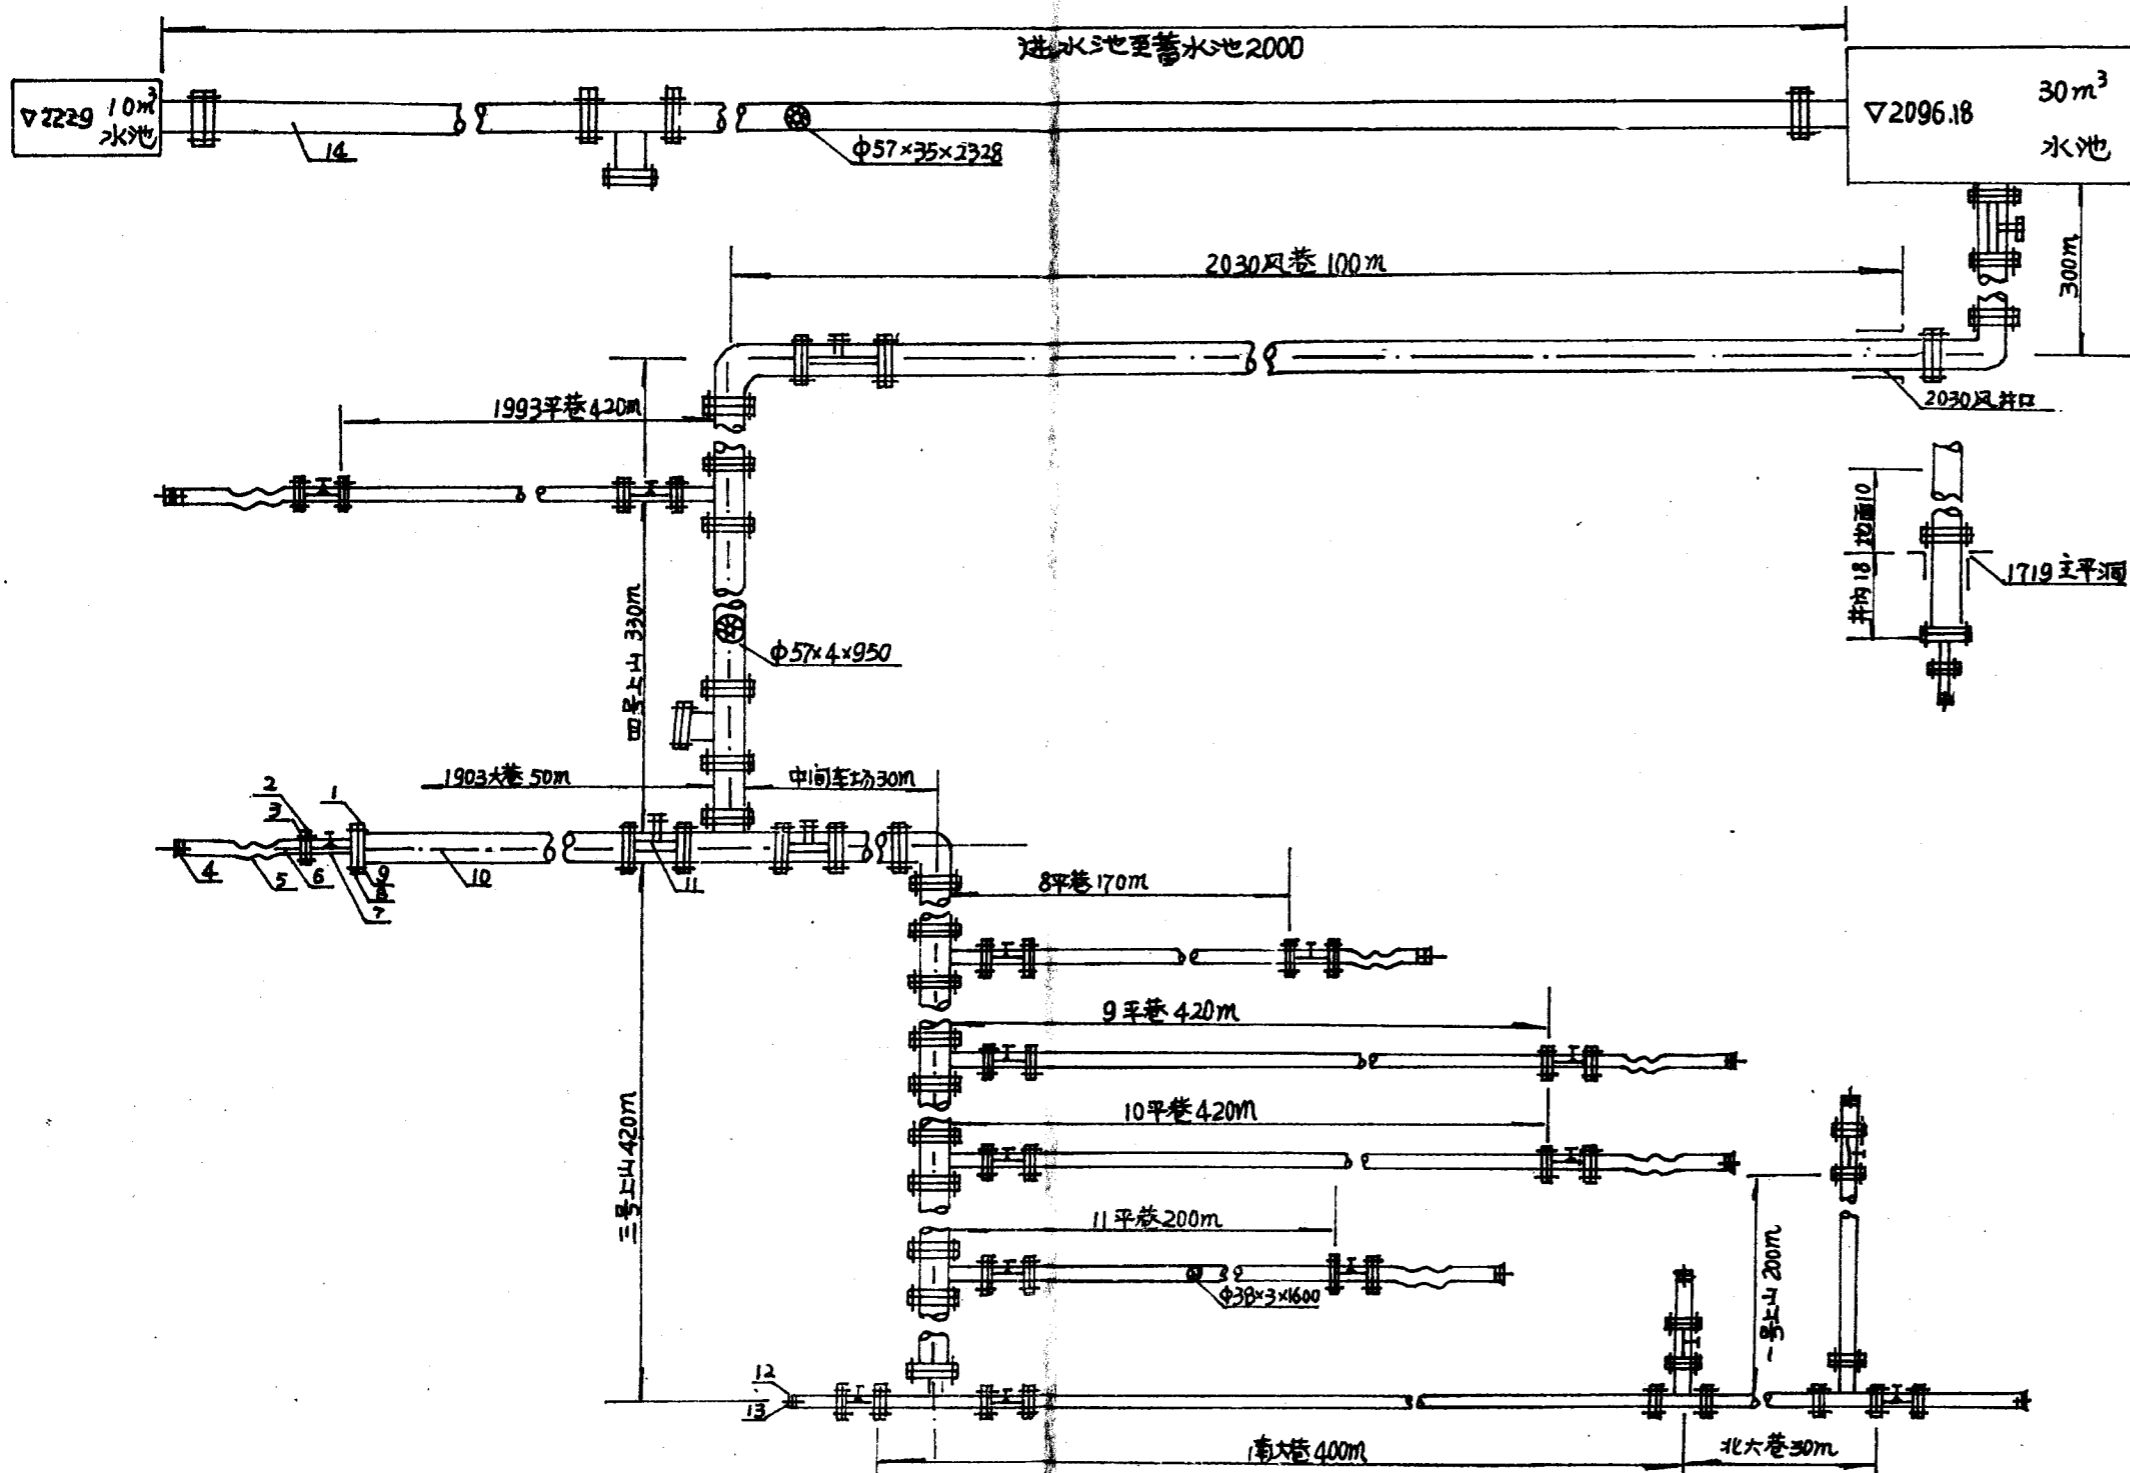 进水池至蓄水池2000
▽2229 10m³
水池
14
φ57×35×2328
▽2096.18
30m³
水池
300m
2030风巷 100m
2030风井口
1993平巷 420m
地面10
井内18
1719主平洞
四号上山 330m
φ57×4×950
1903大巷 50m
中间车场30m
2
3
1
4
5
6
9
8
7
10
11
8平巷 170m
9平巷 420m
10平巷 420m
11平巷 200m
φ38×3×1600
三号上山 420m
一号上山 200m
12
13
南大巷 400m
北大巷 30m